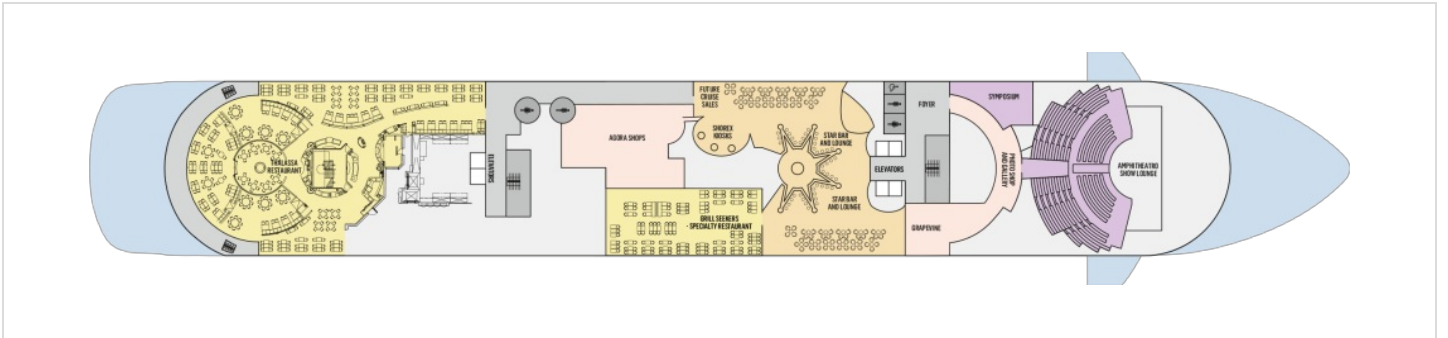 THALASSA
RESTAURANT
ELEVATORS
AGORA SHOPS
GRILL SEEKERS
- SPECIALTY RESTAURANT
FUTURE
CRUISE
SALES
SHOREX
KIOSKS
STAR BAR
AND LOUNGE
STAR BAR
AND LOUNGE
ELEVATORS
FOYER
GRAPEVINE
SYMPOSIUM
PHOTO SHOP
AND GALLERY
AMPHITHEATRO
SHOW LOUNGE